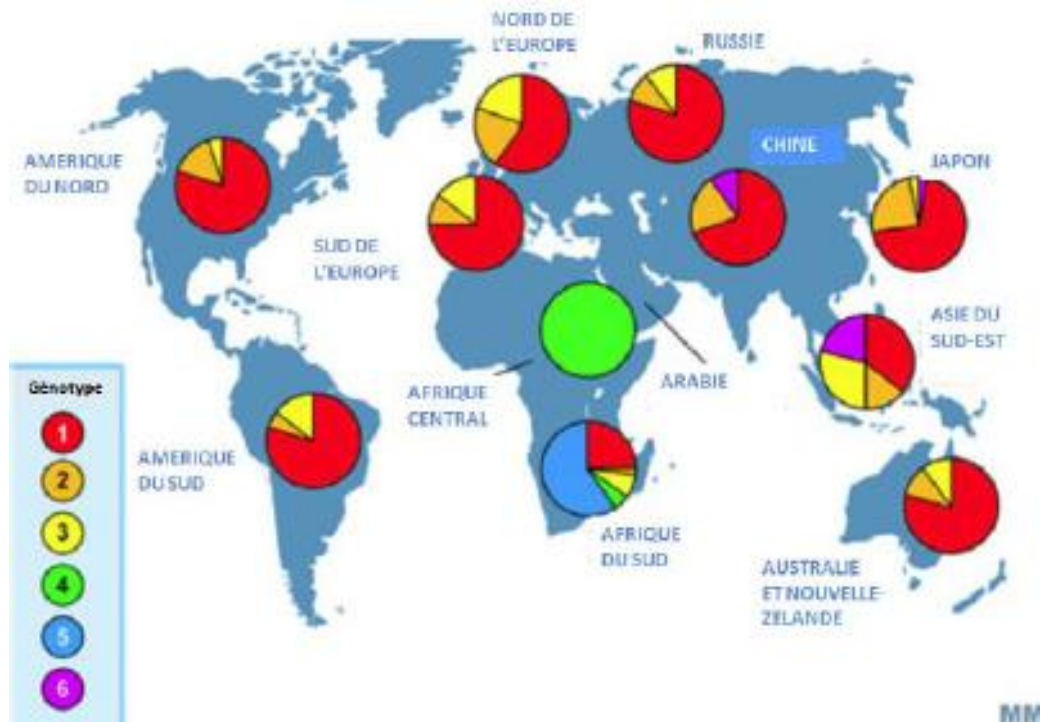 NORD DE
L'EUROPE
RUSSIE
CHINE
AMERIQUE
DU NORD
JAPON
SUD DE
L'EUROPE
ASIE DU
SUD-EST
ARABIE
AFRIQUE
CENTRAL
Génotype
1
2
3
4
5
6
AMERIQUE
DU SUD
AFRIQUE
DU SUD
AUSTRALIE
ET NOUVELLE-
ZELANDE
MM